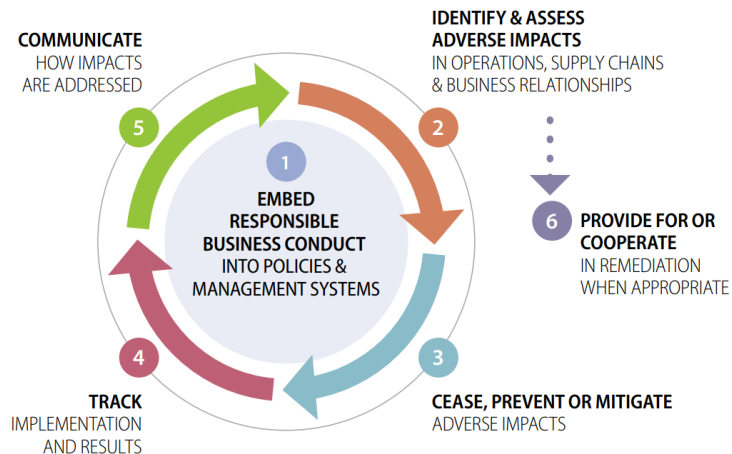 1
EMBED
RESPONSIBLE
BUSINESS CONDUCT
INTO POLICIES &
MANAGEMENT SYSTEMS
2
IDENTIFY & ASSESS
ADVERSE IMPACTS
IN OPERATIONS, SUPPLY CHAINS
& BUSINESS RELATIONSHIPS
3
CEASE, PREVENT OR MITIGATE
ADVERSE IMPACTS
4
TRACK
IMPLEMENTATION
AND RESULTS
5
COMMUNICATE
HOW IMPACTS
ARE ADDRESSED
6
PROVIDE FOR OR
COOPERATE
IN REMEDIATION
WHEN APPROPRIATE